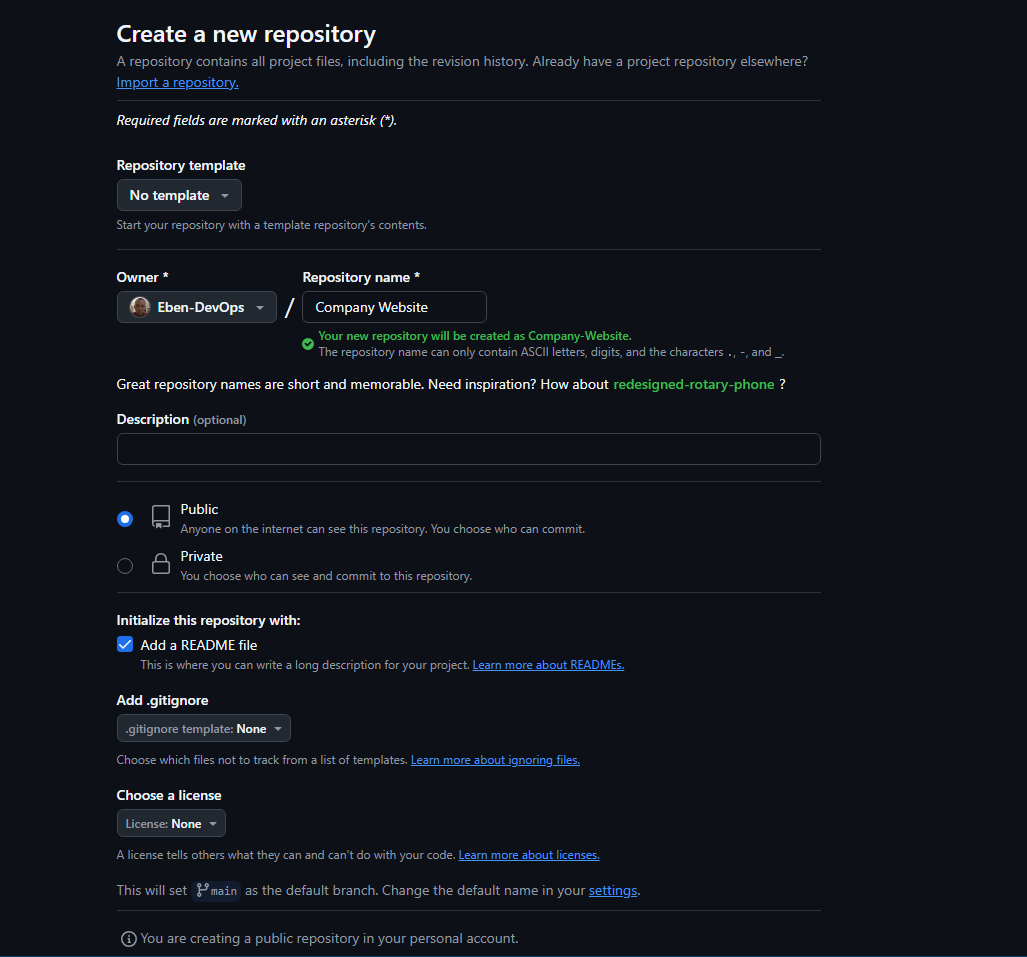 Create a new repository
A repository contains all project files, including the revision history. Already have a project repository elsewhere?
Import a repository.
Required fields are marked with an asterisk (*).
Repository template
No template
Start your repository with a template repository's contents.
Owner *
Repository name *
Eben-DevOps / Company Website
Your new repository will be created as Company-Website.
The repository name can only contain ASCII letters, digits, and the characters ., -, and _.
Great repository names are short and memorable. Need inspiration? How about redesigned-rotary-phone ?
Description (optional)
Public
Anyone on the internet can see this repository. You choose who can commit.
Private
You choose who can see and commit to this repository.
Initialize this repository with:
Add a README file
This is where you can write a long description for your project. Learn more about READMEs.
Add .gitignore
.gitignore template: None
Choose which files not to track from a list of templates. Learn more about ignoring files.
Choose a license
License: None
A license tells others what they can and can't do with your code. Learn more about licenses.
This will set main as the default branch. Change the default name in your settings.
You are creating a public repository in your personal account.